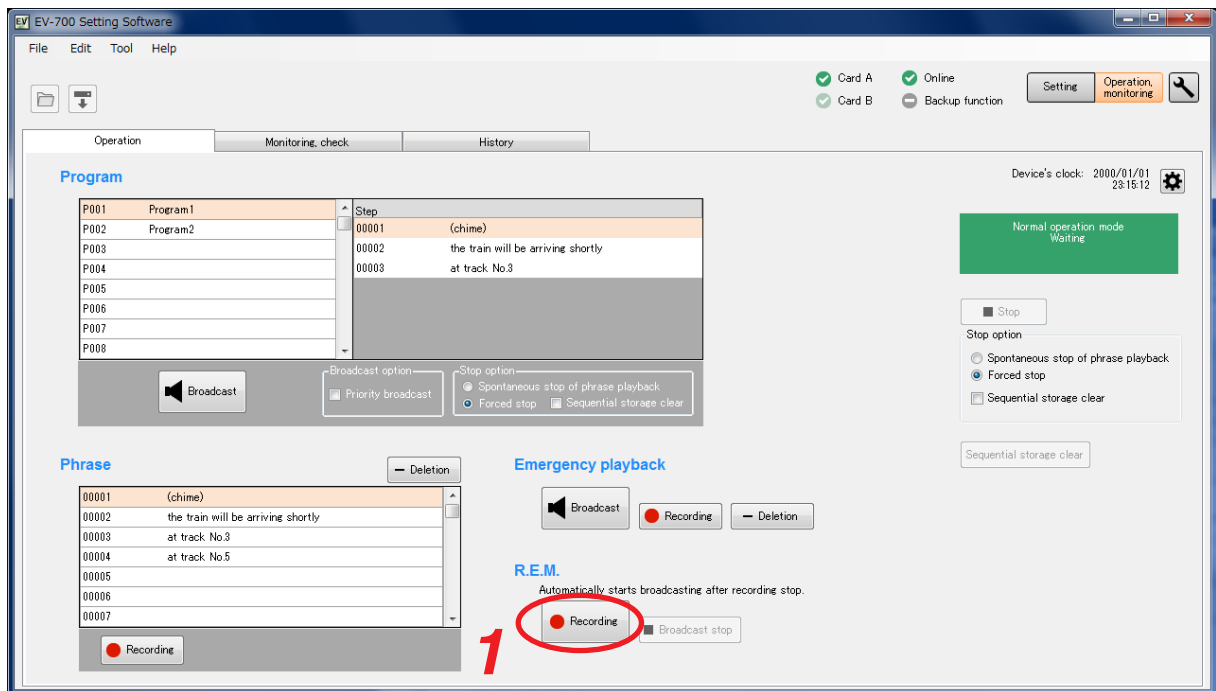 EV-700 Setting Software
File Edit Tool Help
Card A Online
Card B Backup function
Setting
Operation, monitoring
Operation Monitoring, check History
Program
Device's clock: 2000/01/01
23:15:12
P001 Program1
P002 Program2
P003
P004
P005
P006
P007
P008
Step
00001 (chime)
00002 the train will be arriving shortly
00003 at track No.3
Normal operation mode
Waiting
Stop
Stop option
Spontaneous stop of phrase playback
Forced stop
Sequential storage clear
Sequential storage clear
Broadcast
Broadcast option
Priority broadcast
Stop option
Spontaneous stop of phrase playback
Forced stop Sequential storage clear
Phrase
Deletion
00001 (chime)
00002 the train will be arriving shortly
00003 at track No.3
00004 at track No.5
00005
00006
00007
Recording
Emergency playback
Broadcast Recording Deletion
R.E.M.
Automatically starts broadcasting after recording stop.
Recording Broadcast stop
1